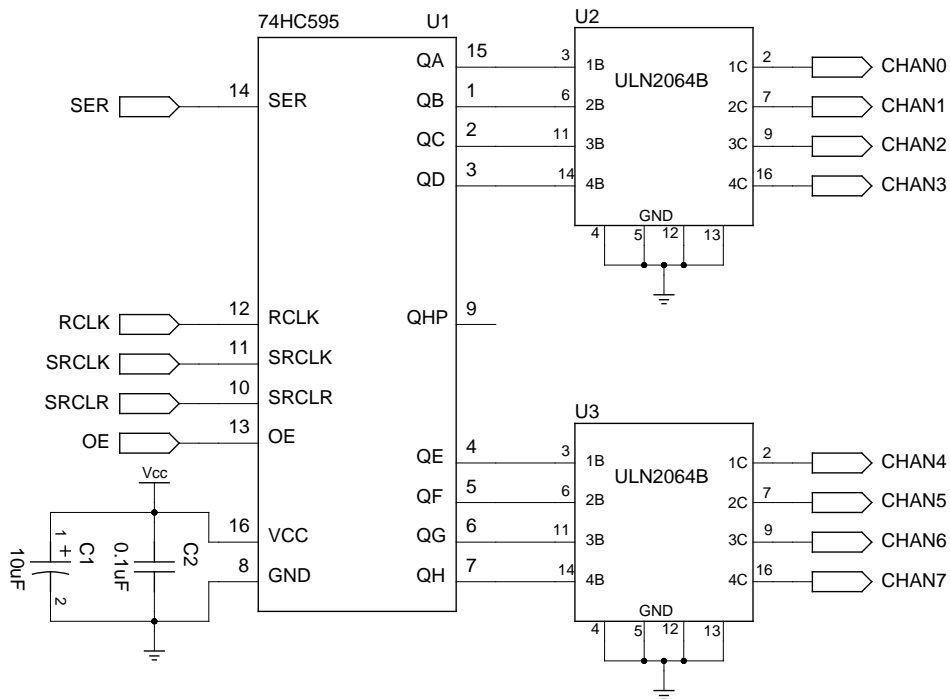 74HC595 U1
SER
14 SER
RCLK
12 RCLK
SRCLK
11 SRCLK
SRCLR
10 SRCLR
OE
13 OE
Vcc
16 VCC
8 GND
1 +
2
C1
10uF
C2
0.1uF
QA 15
QB 1
QC 2
QD 3
QHP 9
QE 4
QF 5
QG 6
QH 7
U2
ULN2064B
3 1B 1C 2 CHAN0
6 2B 2C 7 CHAN1
11 3B 3C 9 CHAN2
14 4B 4C 16 CHAN3
GND
4 5 12 13
U3
ULN2064B
3 1B 1C 2 CHAN4
6 2B 2C 7 CHAN5
11 3B 3C 9 CHAN6
14 4B 4C 16 CHAN7
GND
4 5 12 13